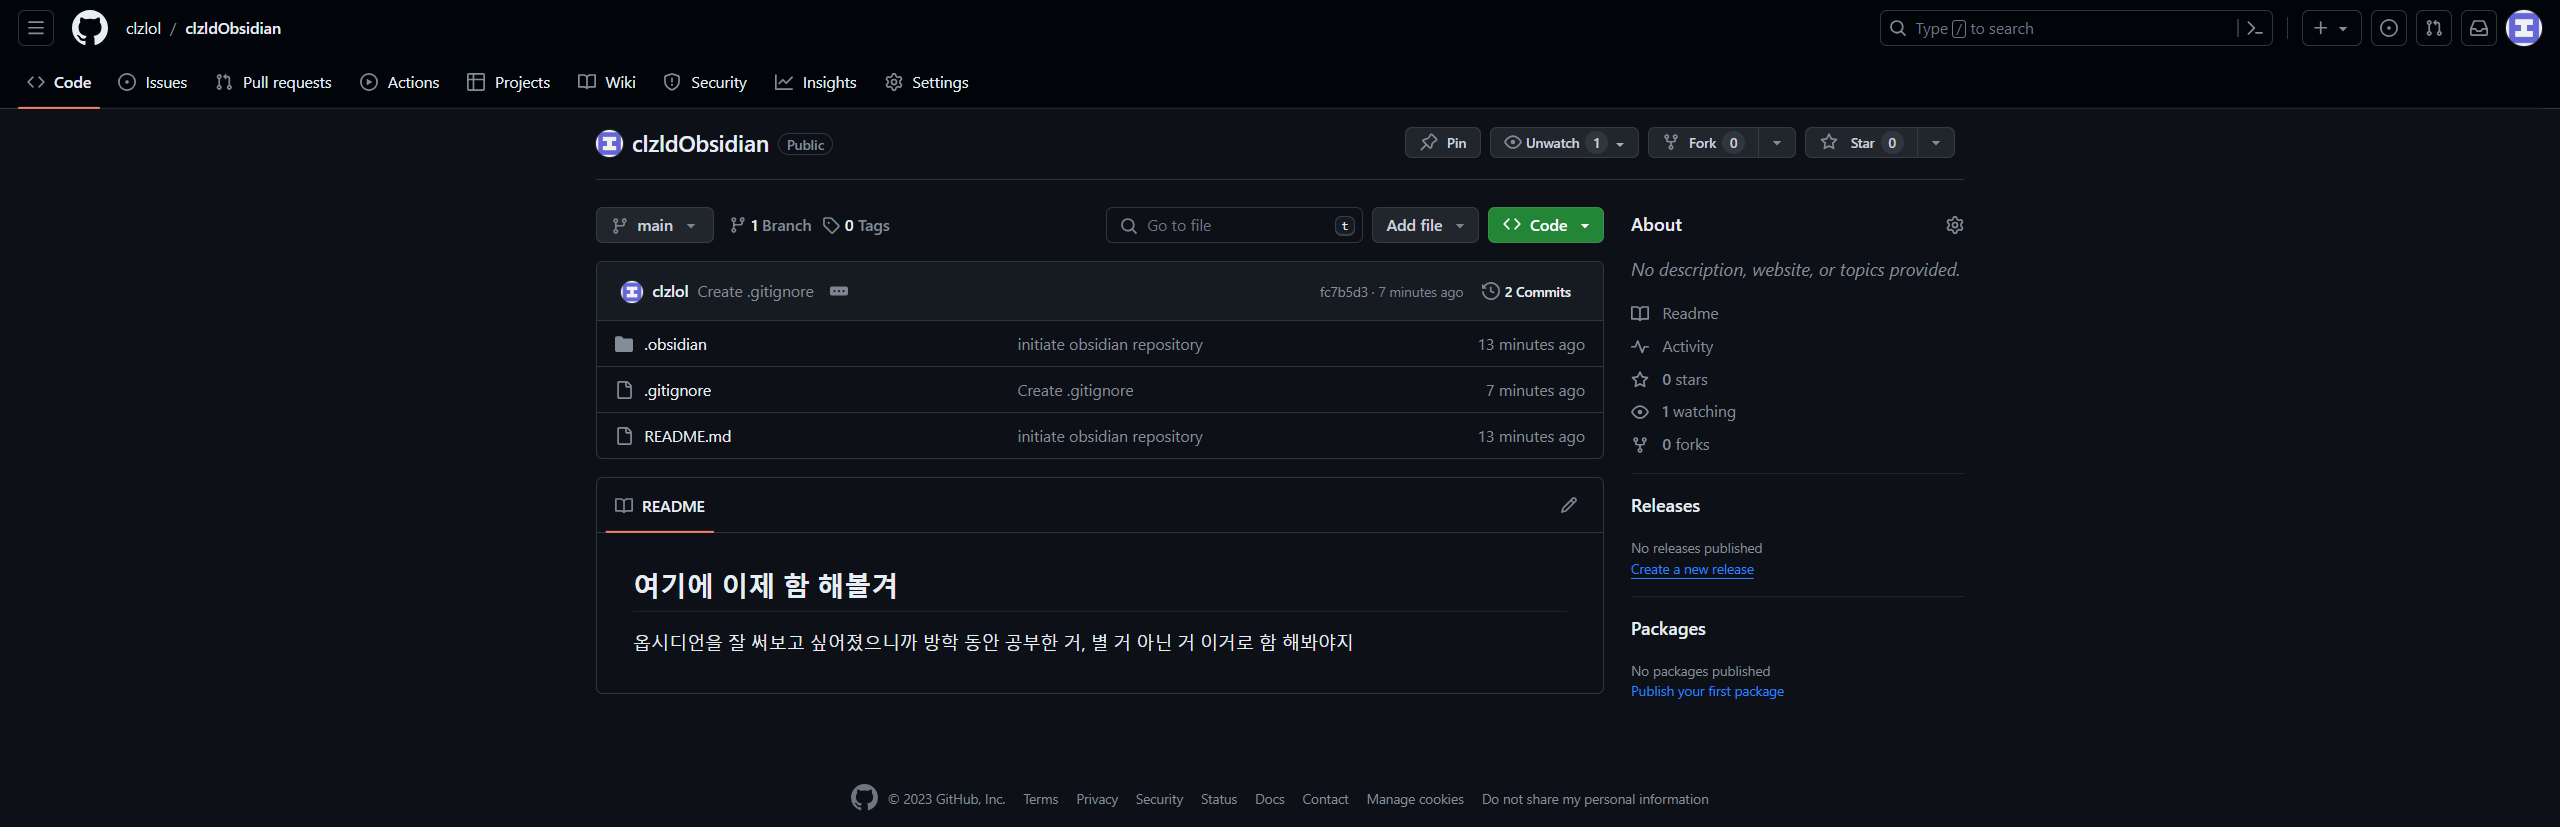 clzlol / clzldObsidian
Type / to search
Code Issues Pull requests Actions Projects Wiki Security Insights Settings
clzldObsidian Public
Pin Unwatch 1 Fork 0 Star 0
main 1 Branch 0 Tags
Go to file t Add file Code
clzlol Create .gitignore fc7b5d3 · 7 minutes ago 2 Commits
.obsidian initiate obsidian repository 13 minutes ago
.gitignore Create .gitignore 7 minutes ago
README.md initiate obsidian repository 13 minutes ago
README
여기에 이제 함 해볼겨
옵시디언을 잘 써보고 싶어졌으니까 방학 동안 공부한 거, 별 거 아닌 거 이거로 함 해봐야지
About
No description, website, or topics provided.
Readme
Activity
0 stars
1 watching
0 forks
Releases
No releases published
Create a new release
Packages
No packages published
Publish your first package
© 2023 GitHub, Inc. Terms Privacy Security Status Docs Contact Manage cookies Do not share my personal information